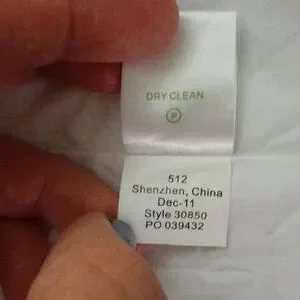 DRY CLEAN
P
512
Shenzhen, China
Dec-11
Style 30850
PO 039432